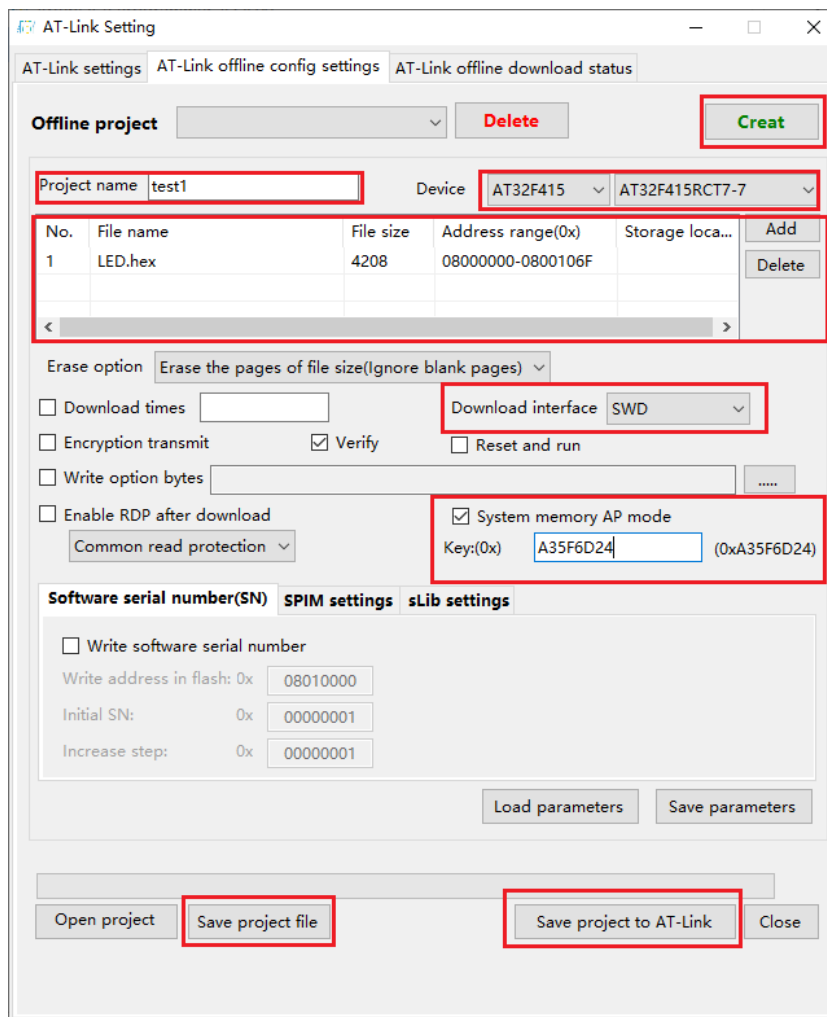 AT-Link Setting
AT-Link settings AT-Link offline config settings AT-Link offline download status
Offline project Delete Creat
Project name test1 Device AT32F415 AT32F415RCT7-7
No. File name File size Address range(0x) Storage loca... Add
1 LED.hex 4208 08000000-0800106F Delete
Erase option Erase the pages of file size(Ignore blank pages)
Download times Download interface SWD
Encryption transmit Verify Reset and run
Write option bytes .....
Enable RDP after download System memory AP mode
Common read protection Key:(0x) A35F6D24 (0xA35F6D24)
Software serial number(SN) SPIM settings sLib settings
Write software serial number
Write address in flash: 0x 08010000
Initial SN: 0x 00000001
Increase step: 0x 00000001
Load parameters Save parameters
Open project Save project file Save project to AT-Link Close